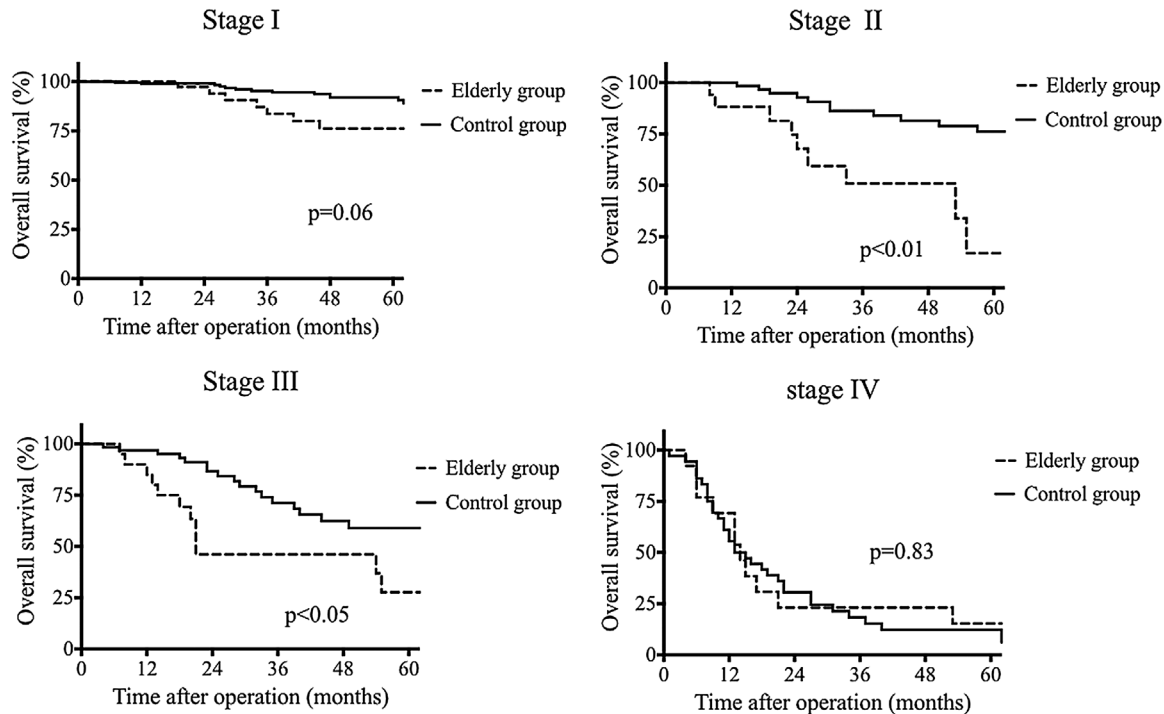 Stage I
Overall survival (%)
100
75
50
25
0
0 12 24 36 48 60
Time after operation (months)
Elderly group
Control group
p=0.06
Stage II
Overall survival (%)
100
75
50
25
0
0 12 24 36 48 60
Time after operation (months)
Elderly group
Control group
p<0.01
Stage III
Overall survival (%)
100
75
50
25
0
0 12 24 36 48 60
Time after operation (months)
Elderly group
Control group
p<0.05
stage IV
Overall survival (%)
100
75
50
25
0
0 12 24 36 48 60
Time after operation (months)
Elderly group
Control group
p=0.83